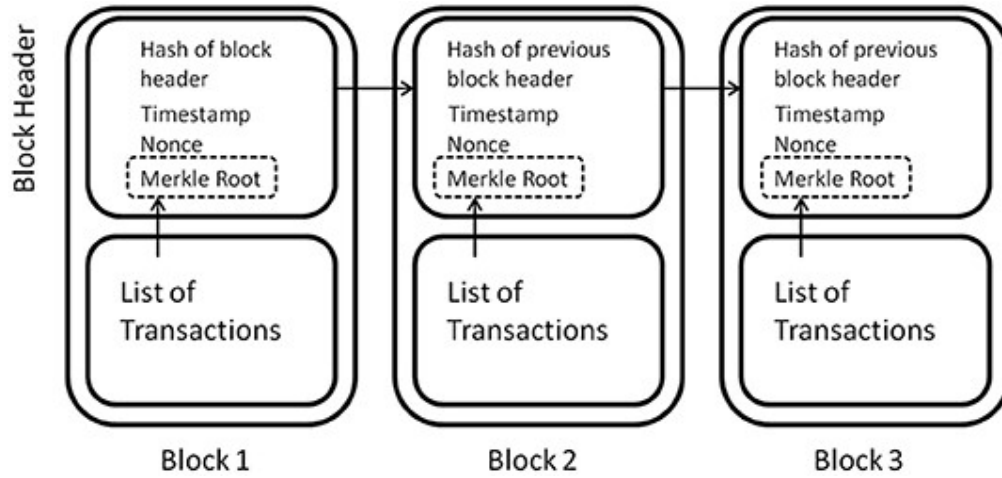 Block Header
Hash of block
header
Timestamp
Nonce
Merkle Root
List of
Transactions
Block 1
Hash of previous
block header
Timestamp
Nonce
Merkle Root
List of
Transactions
Block 2
Hash of previous
block header
Timestamp
Nonce
Merkle Root
List of
Transactions
Block 3